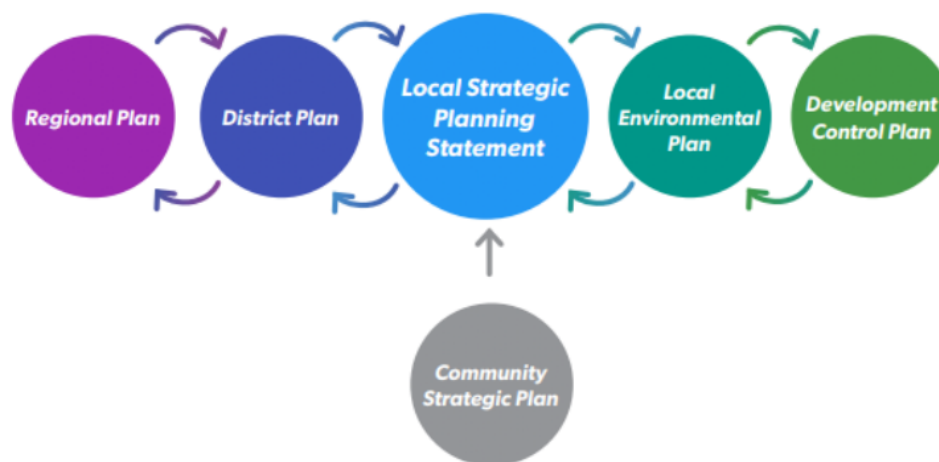 Regional Plan
District Plan
Local Strategic
Planning
Statement
Local
Environmental
Plan
Development
Control Plan
Community
Strategic Plan